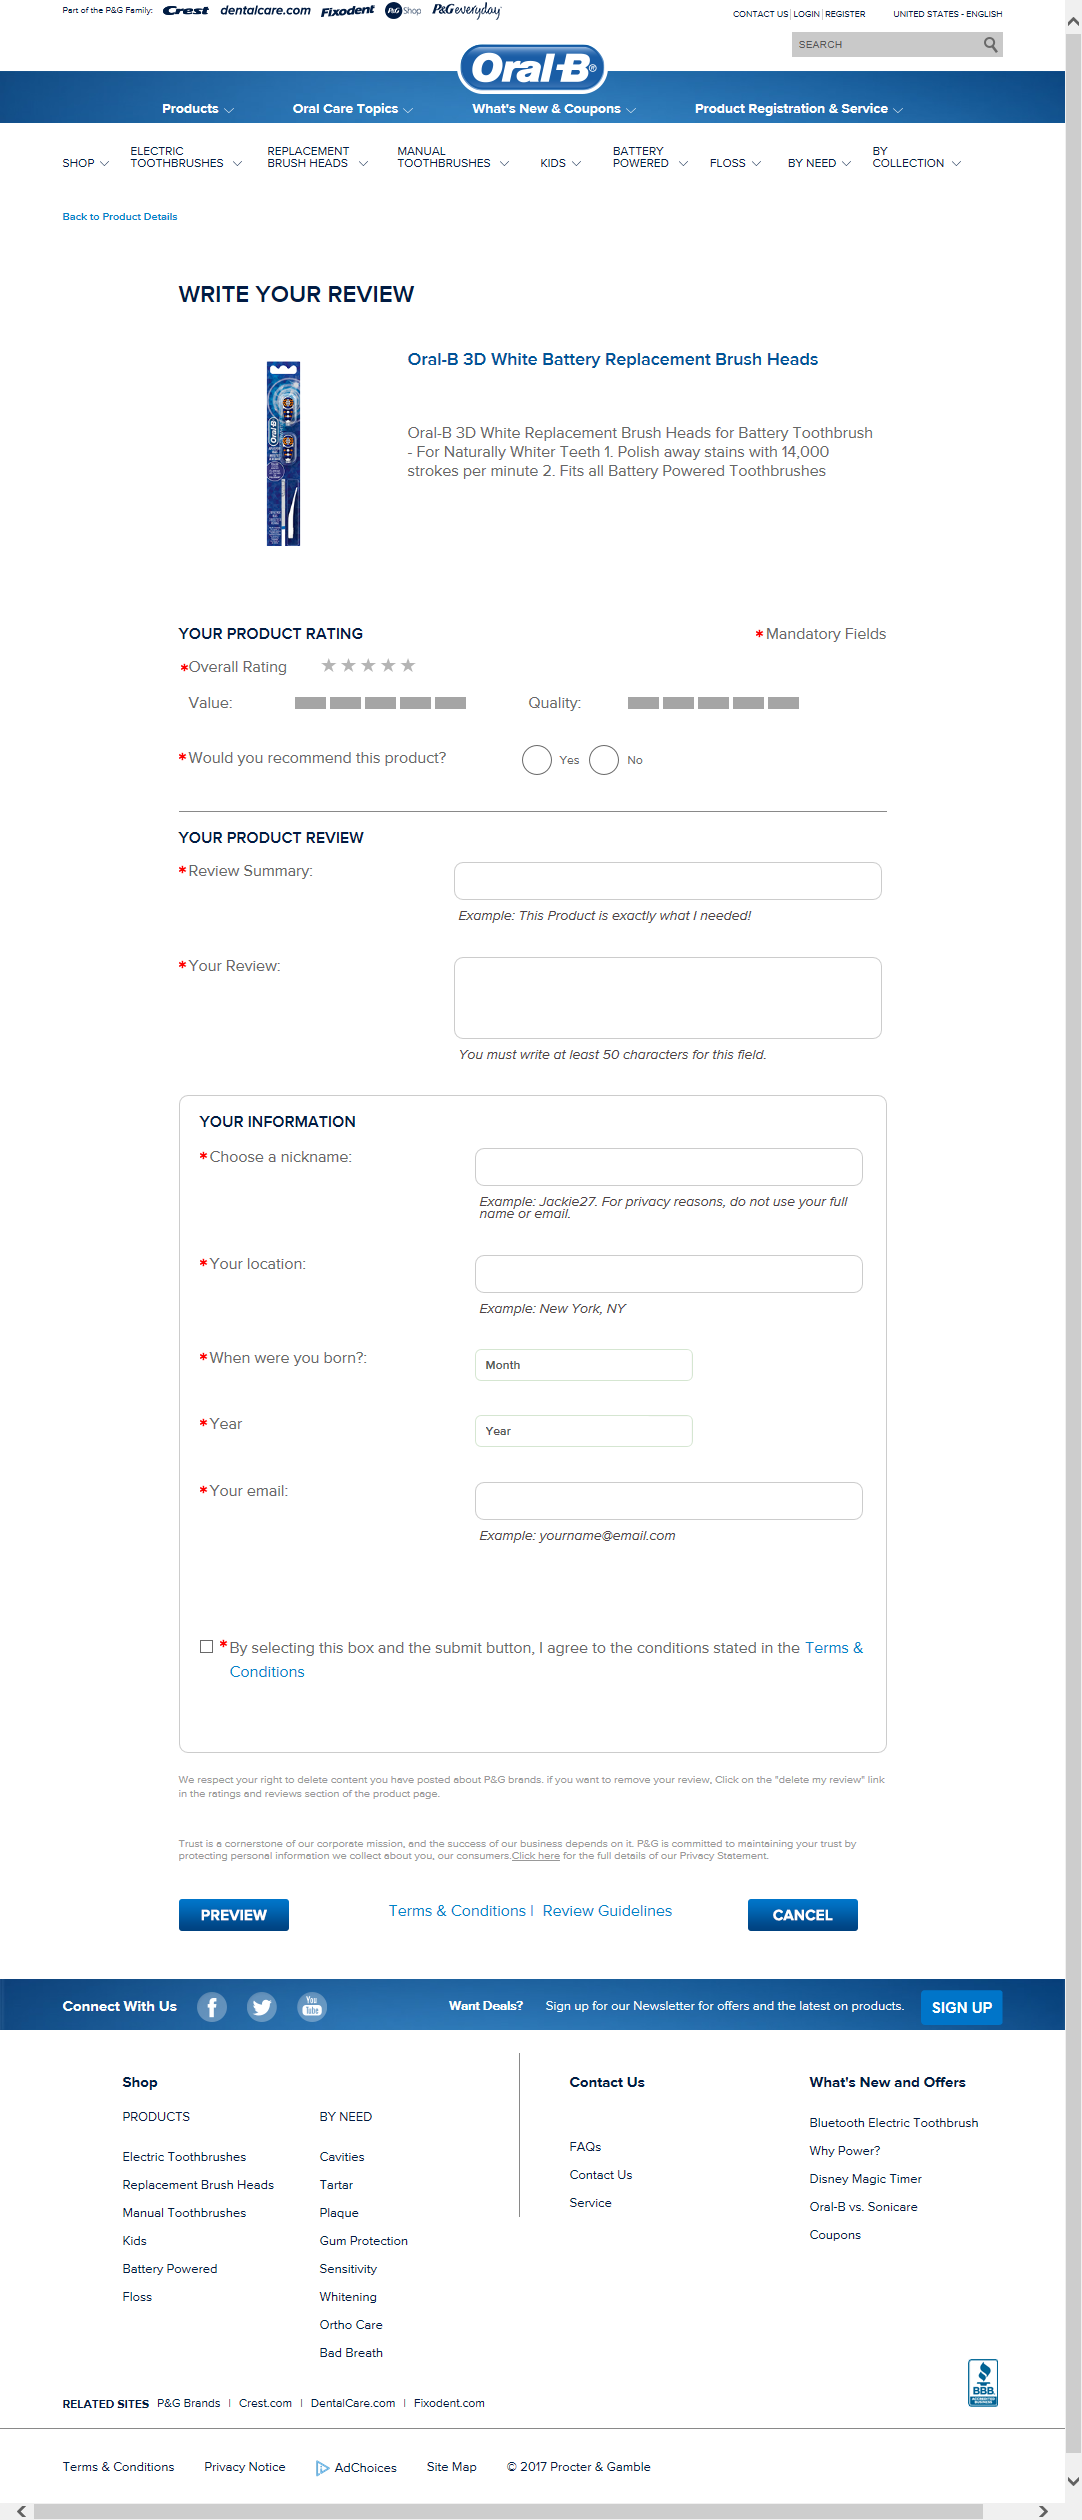 Part of the P&G Family: Crest dentalcare.com Fixodent P&G Shop P&G everyday
CONTACT US | LOGIN | REGISTER UNITED STATES - ENGLISH
SEARCH
Oral-B®
Products Oral Care Topics What's New & Coupons Product Registration & Service
SHOP ELECTRIC TOOTHBRUSHES REPLACEMENT BRUSH HEADS MANUAL TOOTHBRUSHES KIDS BATTERY POWERED FLOSS BY NEED BY COLLECTION
Back to Product Details
WRITE YOUR REVIEW
Oral-B 3D White Battery Replacement Brush Heads
Oral-B
Oral-B 3D White Replacement Brush Heads for Battery Toothbrush
- For Naturally Whiter Teeth 1. Polish away stains with 14,000
strokes per minute 2. Fits all Battery Powered Toothbrushes
YOUR PRODUCT RATING
* Mandatory Fields
*Overall Rating ★★★★★
Value: Quality:
*Would you recommend this product? Yes No
YOUR PRODUCT REVIEW
*Review Summary:
Example: This Product is exactly what I needed!
*Your Review:
You must write at least 50 characters for this field.
YOUR INFORMATION
*Choose a nickname:
Example: Jackie27. For privacy reasons, do not use your full
name or email.
*Your location:
Example: New York, NY
*When were you born?: Month
*Year Year
*Your email:
Example: yourname@email.com
*By selecting this box and the submit button, I agree to the conditions stated in the Terms &
Conditions
We respect your right to delete content you have posted about P&G brands. if you want to remove your review, Click on the "delete my review" link
in the ratings and reviews section of the product page.
Trust is a cornerstone of our corporate mission, and the success of our business depends on it. P&G is committed to maintaining your trust by
protecting personal information we collect about you, our consumers.Click here for the full details of our Privacy Statement.
PREVIEW Terms & Conditions | Review Guidelines CANCEL
Connect With Us You Tube Want Deals? Sign up for our Newsletter for offers and the latest on products. SIGN UP
Shop
PRODUCTS
Electric Toothbrushes
Replacement Brush Heads
Manual Toothbrushes
Kids
Battery Powered
Floss
BY NEED
Cavities
Tartar
Plaque
Gum Protection
Sensitivity
Whitening
Ortho Care
Bad Breath
Contact Us
FAQs
Contact Us
Service
What's New and Offers
Bluetooth Electric Toothbrush
Why Power?
Disney Magic Timer
Oral-B vs. Sonicare
Coupons
BBB
ACCREDITED BUSINESS
RELATED SITES P&G Brands | Crest.com | DentalCare.com | Fixodent.com
Terms & Conditions Privacy Notice AdChoices Site Map © 2017 Procter & Gamble